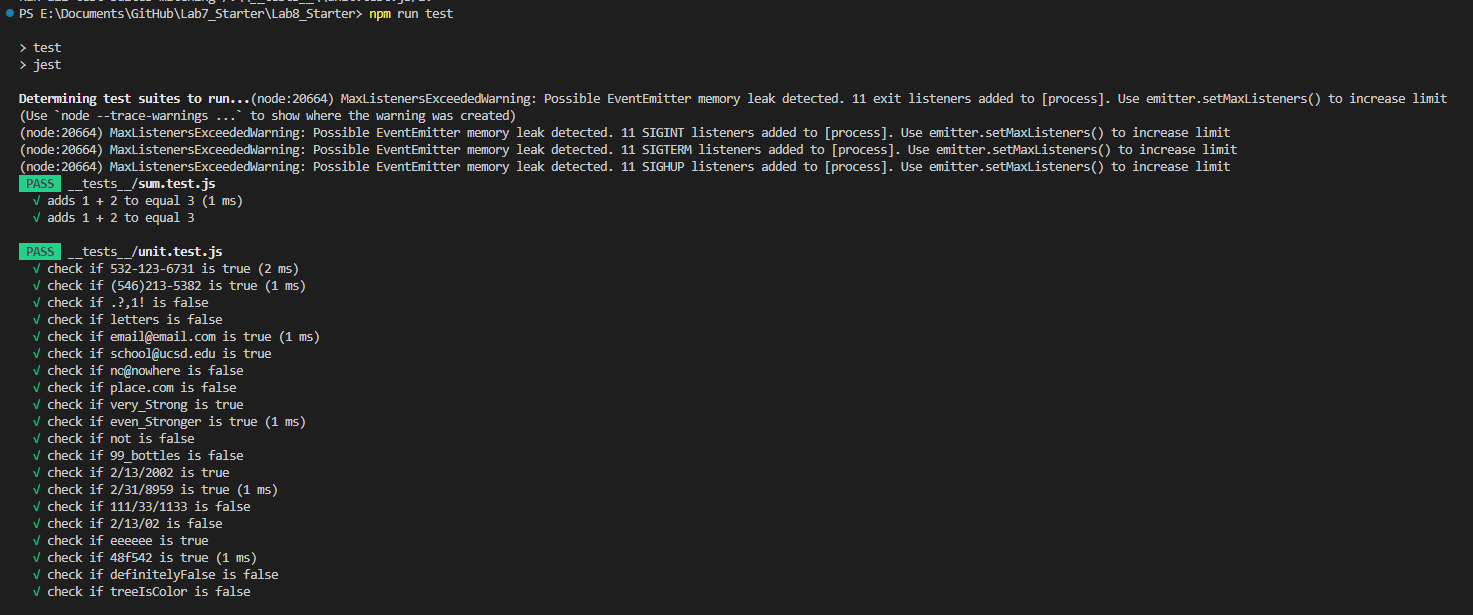 PS E:\Documents\GitHub\Lab7_Starter\Lab8_Starter> npm run test
> test
> jest
Determining test suites to run...(node:20664) MaxListenersExceededWarning: Possible EventEmitter memory leak detected. 11 exit listeners added to [process]. Use emitter.setMaxListeners() to increase limit
(Use `node --trace-warnings ...` to show where the warning was created)
(node:20664) MaxListenersExceededWarning: Possible EventEmitter memory leak detected. 11 SIGINT listeners added to [process]. Use emitter.setMaxListeners() to increase limit
(node:20664) MaxListenersExceededWarning: Possible EventEmitter memory leak detected. 11 SIGTERM listeners added to [process]. Use emitter.setMaxListeners() to increase limit
(node:20664) MaxListenersExceededWarning: Possible EventEmitter memory leak detected. 11 SIGHUP listeners added to [process]. Use emitter.setMaxListeners() to increase limit
PASS __tests__/sum.test.js
√ adds 1 + 2 to equal 3 (1 ms)
√ adds 1 + 2 to equal 3
PASS __tests__/unit.test.js
√ check if 532-123-6731 is true (2 ms)
√ check if (546)213-5382 is true (1 ms)
√ check if .?,1! is false
√ check if letters is false
√ check if email@email.com is true (1 ms)
√ check if school@ucsd.edu is true
√ check if no@nowhere is false
√ check if place.com is false
√ check if very_Strong is true
√ check if even_Stronger is true (1 ms)
√ check if not is false
√ check if 99_bottles is false
√ check if 2/13/2002 is true
√ check if 2/31/8959 is true (1 ms)
√ check if 111/33/1133 is false
√ check if 2/13/02 is false
√ check if eeeeee is true
√ check if 48f542 is true (1 ms)
√ check if definitelyFalse is false
√ check if treeIsColor is false